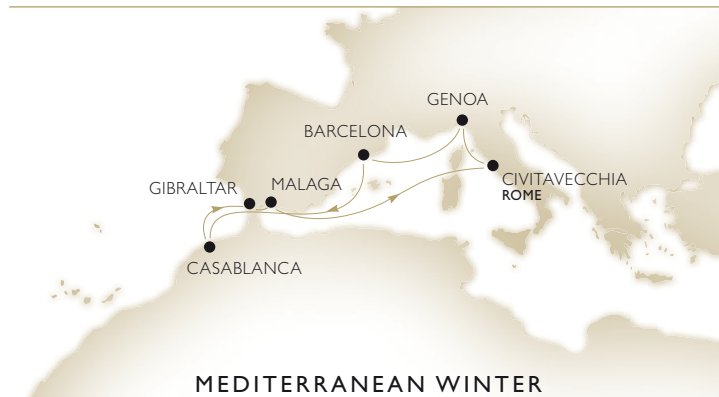 GENOA
BARCELONA
CIVITAVECCHIA
ROME
GIBRALTAR
MALAGA
CASABLANCA
MEDITERRANEAN WINTER